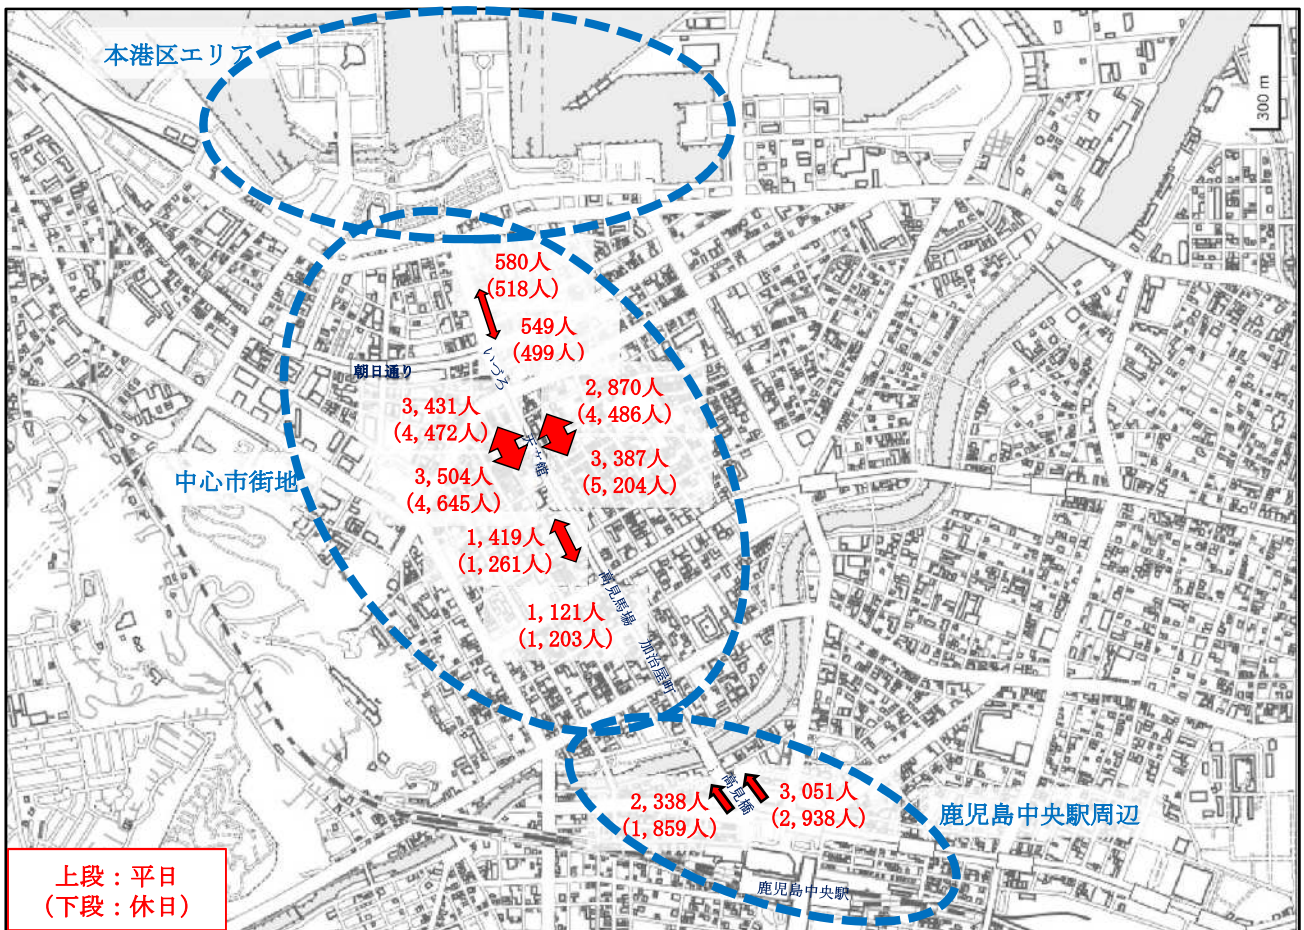 本港区エリア
300 m
580人
(518人)
549人
(499人)
いづろ
朝日通り
2,870人
(4,486人)
3,431人
(4,472人)
天文館
3,387人
(5,204人)
中心市街地
3,504人
(4,645人)
1,419人
(1,261人)
高見馬場
1,121人
(1,203人)
加治屋町
高見橋
2,338人
(1,859人)
3,051人
(2,938人)
鹿児島中央駅周辺
鹿児島中央駅
上段：平日
(下段：休日)